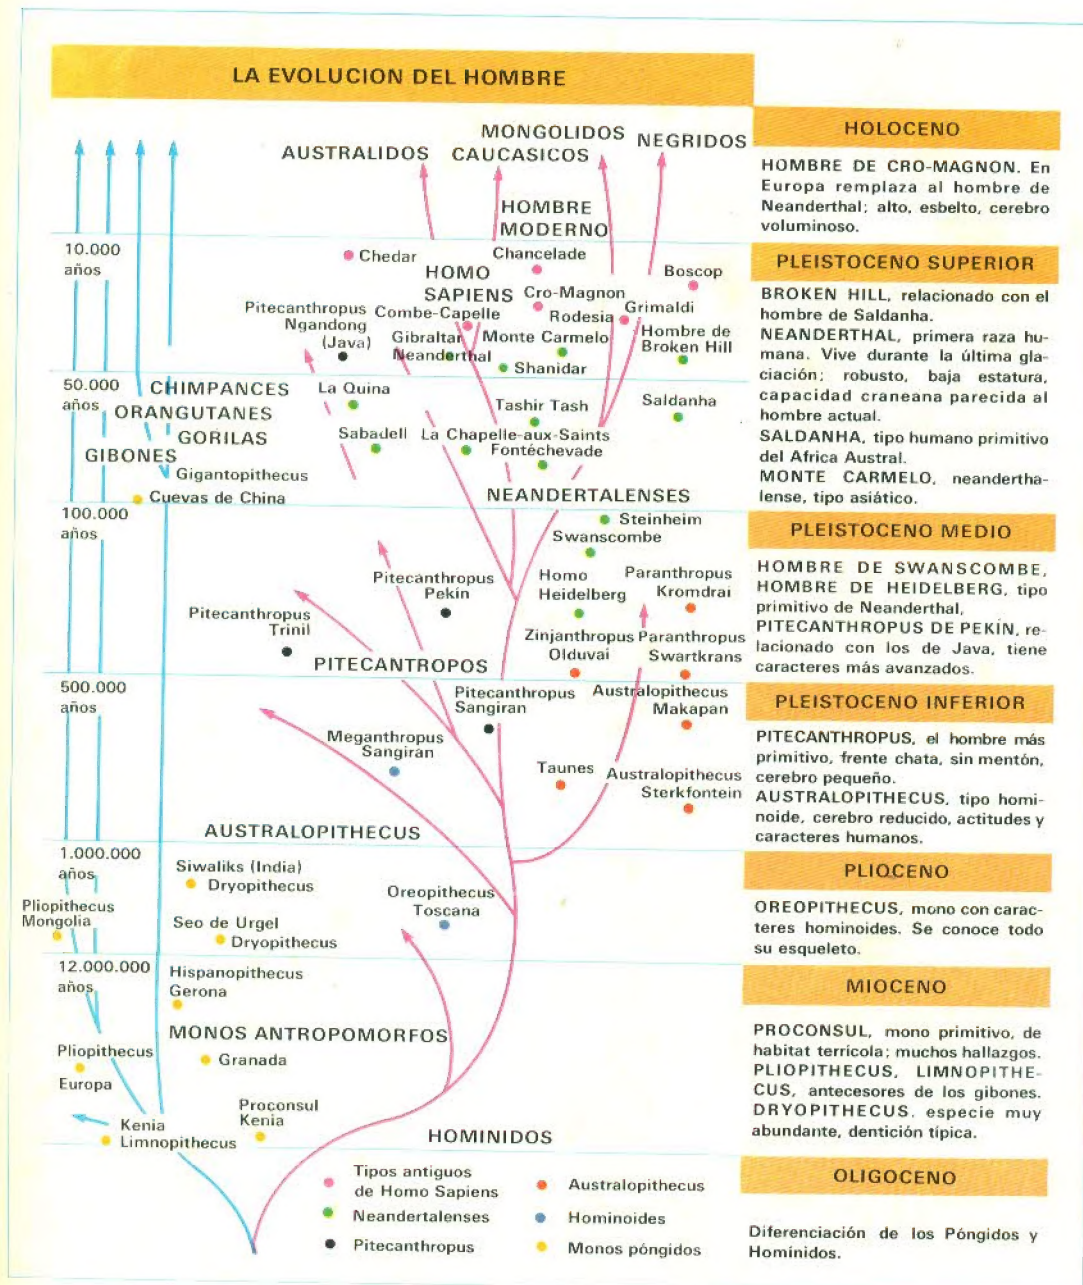 LA EVOLUCION DEL HOMBRE
AUSTRALIDOS
MONGOLIDOS
CAUCASICOS
NEGRIDOS
HOMBRE
MODERNO
10.000
años
Chedar
Chancelade
HOMO
SAPIENS
Boscop
Pitecanthropus
Ngandong
(Java)
Combe-Capelle
Cro-Magnon
Rodesia
Grimaldi
Gibraltar
Neanderthal
Monte Carmelo
Hombre de
Broken Hill
Shanidar
50.000
años
CHIMPANCES
ORANGUTANES
GORILAS
GIBONES
Gigantopithecus
Cuevas de China
La Quina
Tashir Tash
Saldanha
Sabadell
La Chapelle-aux-Saints
Fontéchevade
NEANDERTALENSES
100.000
años
Steinheim
Swanscombe
Pitecanthropus
Pekín
Homo
Heidelberg
Paranthropus
Kromdrai
Pitecanthropus
Trinil
Zinjanthropus
Olduvai
Paranthropus
Swartkrans
PITECANTROPOS
500.000
años
Pitecanthropus
Sangiran
Australopithecus
Makapan
Meganthropus
Sangiran
Taunes
Australopithecus
Sterkfontein
AUSTRALOPITHECUS
1.000.000
años
Siwaliks (India)
Dryopithecus
Pliopithecus
Mongolia
Seo de Urgel
Dryopithecus
Oreopithecus
Toscana
12.000.000
años
Hispanopithecus
Gerona
MONOS ANTROPOMORFOS
Pliopithecus
Europa
Granada
Kenia
Limnopithecus
Proconsul
Kenia
HOMINIDOS
Tipos antiguos
de Homo Sapiens
Neandertalenses
Pitecanthropus
Australopithecus
Hominoides
Monos póngidos
HOLOCENO
HOMBRE DE CRO-MAGNON. En
Europa remplaza al hombre de
Neanderthal; alto, esbelto, cerebro
voluminoso.
PLEISTOCENO SUPERIOR
BROKEN HILL, relacionado con el
hombre de Saldanha.
NEANDERTHAL, primera raza hu-
mana. Vive durante la última gla-
ciación; robusto, baja estatura,
capacidad craneana parecida al
hombre actual.
SALDANHA, tipo humano primitivo
del Africa Austral.
MONTE CARMELO, neandertha-
lense, tipo asiático.
PLEISTOCENO MEDIO
HOMBRE DE SWANSCOMBE,
HOMBRE DE HEIDELBERG, tipo
primitivo de Neanderthal,
PITECANTHROPUS DE PEKÍN, re-
lacionado con los de Java, tiene
caracteres más avanzados.
PLEISTOCENO INFERIOR
PITECANTHROPUS, el hombre más
primitivo, frente chata, sin mentón,
cerebro pequeño.
AUSTRALOPITHECUS, tipo homi-
noide, cerebro reducido, actitudes y
caracteres humanos.
PLIOCENO
OREOPITHECUS, mono con carac-
teres hominoides. Se conoce todo
su esqueleto.
MIOCENO
PROCONSUL, mono primitivo, de
habitat terrícola; muchos hallazgos.
PLIOPITHECUS, LIMNOPITHE-
CUS, antecesores de los gibones.
DRYOPITHECUS. especie muy
abundante, dentición típica.
OLIGOCENO
Diferenciación de los Póngidos y
Homínidos.